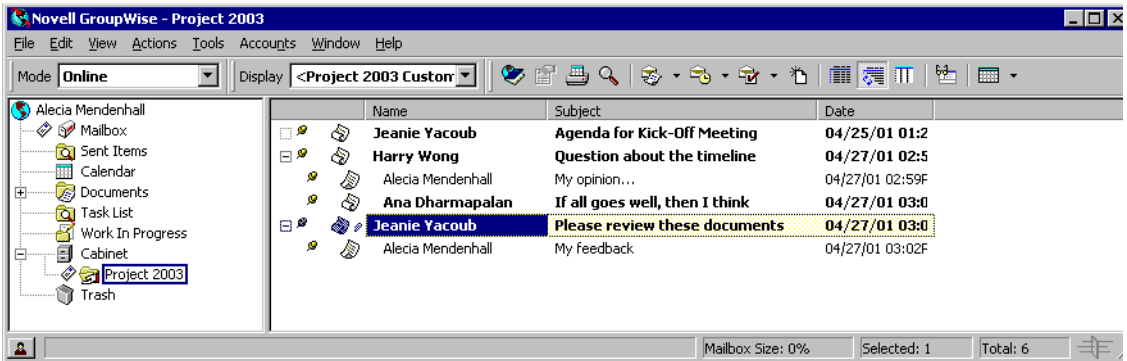 Novell GroupWise - Project 2003
File Edit View Actions Tools Accounts Window Help
Mode Online Display <Project 2003 Custom
Alecia Mendenhall
Mailbox
Sent Items
Calendar
Documents
Task List
Work In Progress
Cabinet
Project 2003
Trash
Name Subject Date
Jeanie Yacoub Agenda for Kick-Off Meeting 04/25/01 01:2
Harry Wong Question about the timeline 04/27/01 02:5
Alecia Mendenhall My opinion... 04/27/01 02:59P
Ana Dharmapalan If all goes well, then I think 04/27/01 03:0
Jeanie Yacoub Please review these documents 04/27/01 03:0
Alecia Mendenhall My feedback 04/27/01 03:02P
Mailbox Size: 0% Selected: 1 Total: 6